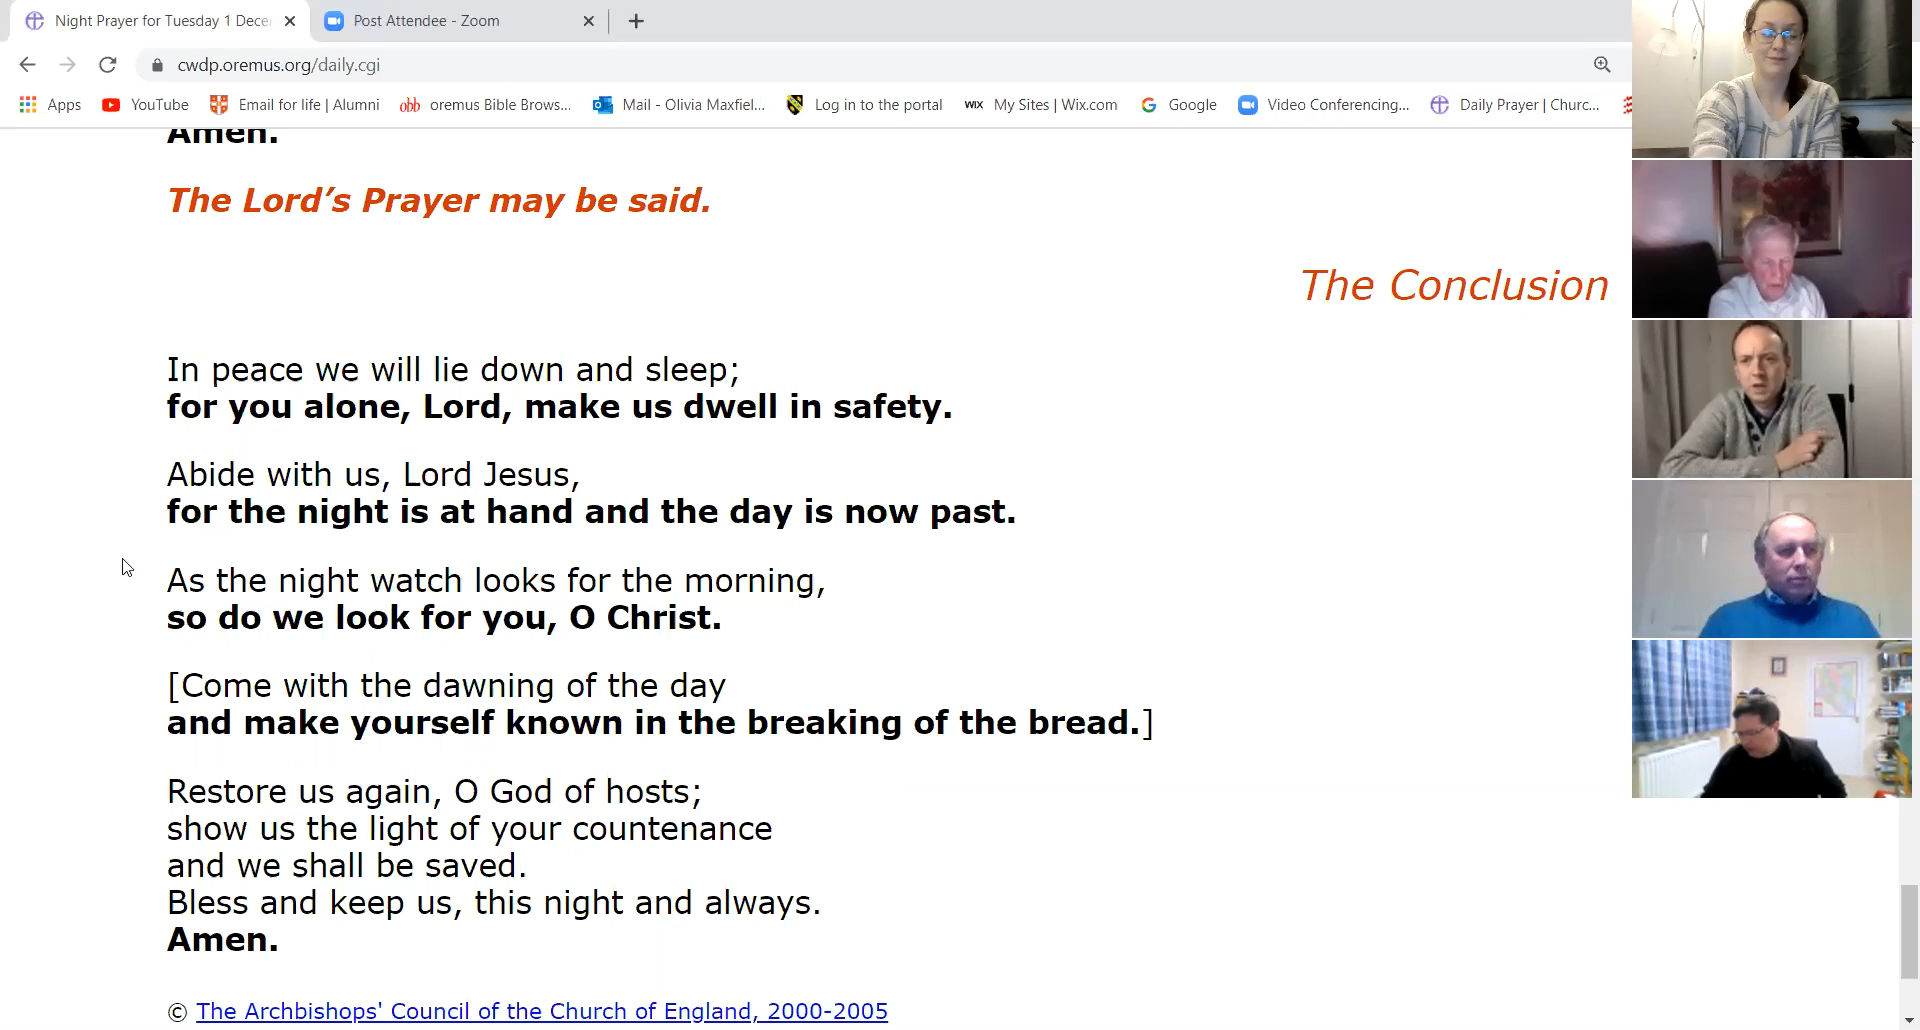 Night Prayer for Tuesday 1 Dece
Post Attendee - Zoom
cwdp.oremus.org/daily.cgi
Apps
YouTube
Email for life | Alumni
obb
oremus Bible Brows...
Mail - Olivia Maxfiel...
Log in to the portal
WIX
My Sites | Wix.com
Google
Video Conferencing...
Daily Prayer | Churc...
Amen.
The Lord’s Prayer may be said.
The Conclusion
In peace we will lie down and sleep;
for you alone, Lord, make us dwell in safety.
Abide with us, Lord Jesus,
for the night is at hand and the day is now past.
As the night watch looks for the morning,
so do we look for you, O Christ.
[Come with the dawning of the day
and make yourself known in the breaking of the bread.]
Restore us again, O God of hosts;
show us the light of your countenance
and we shall be saved.
Bless and keep us, this night and always.
Amen.
© The Archbishops' Council of the Church of England, 2000-2005